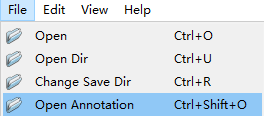 File Edit View Help
Open Ctrl+O
Open Dir Ctrl+U
Change Save Dir Ctrl+R
Open Annotation Ctrl+Shift+O